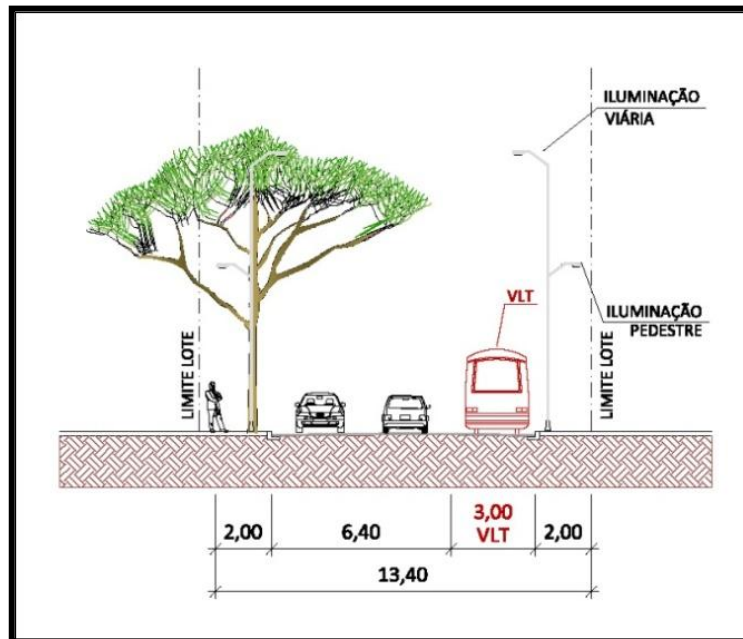 ILUMINAÇÃO
VIÁRIA
VLT
ILUMINAÇÃO
PEDESTRE
LIMITE LOTE
LIMITE LOTE
2,00
6,40
3,00
VLT
2,00
13,40